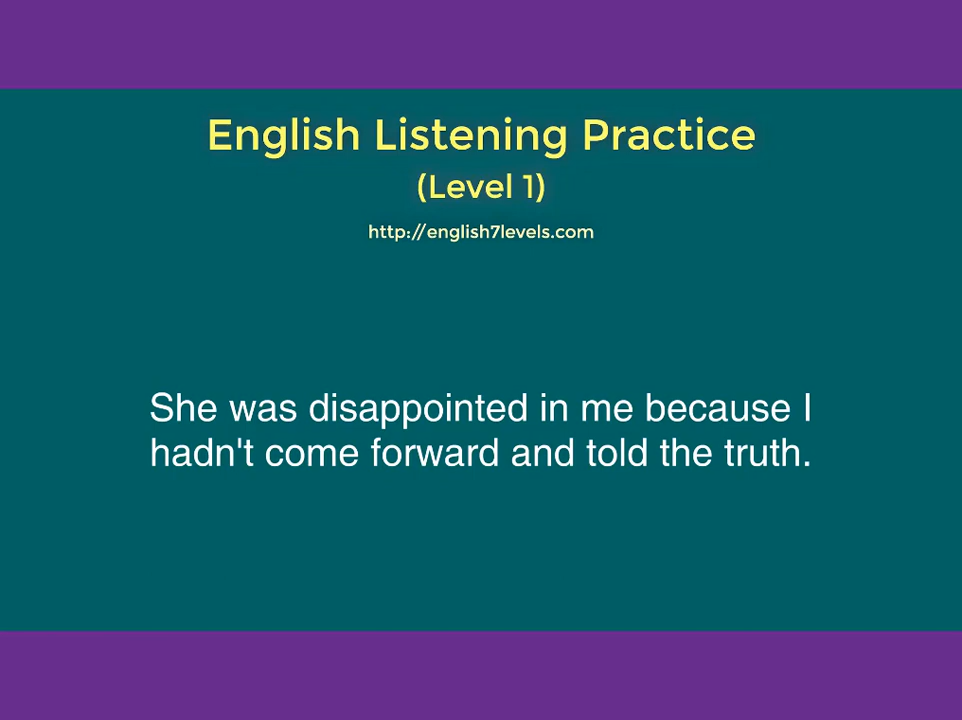 English Listening Practice
(Level 1)
http://english7levels.com
She was disappointed in me because I
hadn't come forward and told the truth.